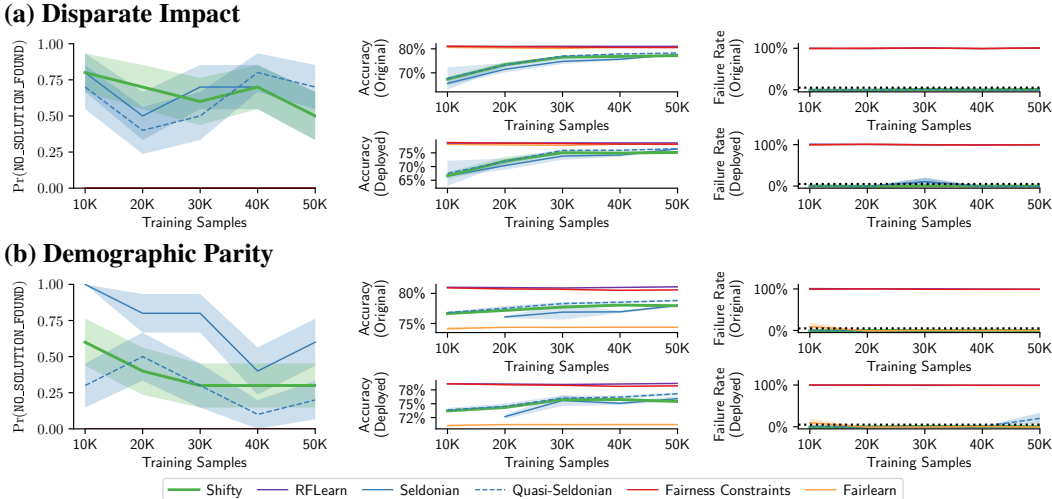 (a) Disparate Impact
Pr(NO_SOLUTION_FOUND)
1.00
0.75
0.50
0.25
0.00
10K 20K 30K 40K 50K
Training Samples
Accuracy
(Original)
80%
70%
10K 20K 30K 40K 50K
Training Samples
Accuracy
(Deployed)
75%
70%
65%
10K 20K 30K 40K 50K
Training Samples
Failure Rate
(Original)
100%
0%
10K 20K 30K 40K 50K
Training Samples
Failure Rate
(Deployed)
100%
0%
10K 20K 30K 40K 50K
Training Samples
(b) Demographic Parity
Pr(NO_SOLUTION_FOUND)
1.00
0.75
0.50
0.25
0.00
10K 20K 30K 40K 50K
Training Samples
Accuracy
(Original)
80%
75%
10K 20K 30K 40K 50K
Training Samples
Accuracy
(Deployed)
78%
75%
72%
10K 20K 30K 40K 50K
Training Samples
Failure Rate
(Original)
100%
0%
10K 20K 30K 40K 50K
Training Samples
Failure Rate
(Deployed)
100%
0%
10K 20K 30K 40K 50K
Training Samples
Shifty RFLearn Seldonian Quasi-Seldonian Fairness Constraints Fairlearn